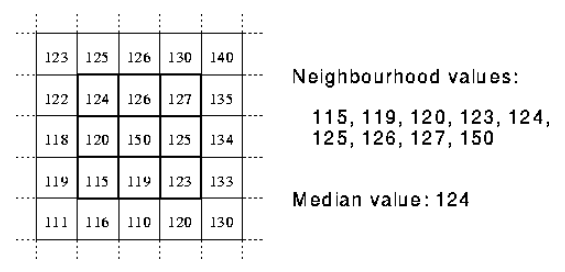 123 125 126 130 140
122 124 126 127 135
118 120 150 125 134
119 115 119 123 133
111 116 110 120 130
Neighbourhood values:
115, 119, 120, 123, 124,
125, 126, 127, 150
Median value: 124